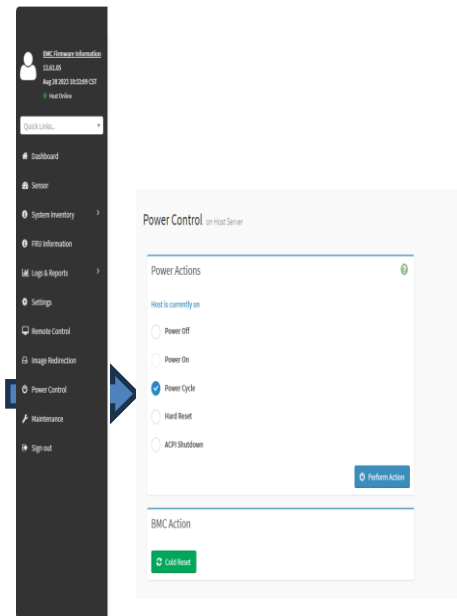 BMC Firmware Information
12.61.05
Aug 28 2023 10:32:09 CST
Host Online
Quick Links...
Dashboard
Sensor
System Inventory
FRU Information
Logs & Reports
Settings
Remote Control
Image Redirection
Power Control
Maintenance
Sign out
Power Control on Host Server
Power Actions
Host is currently on
Power Off
Power On
Power Cycle
Hard Reset
ACPI Shutdown
Perform Action
BMC Action
Cold Reset